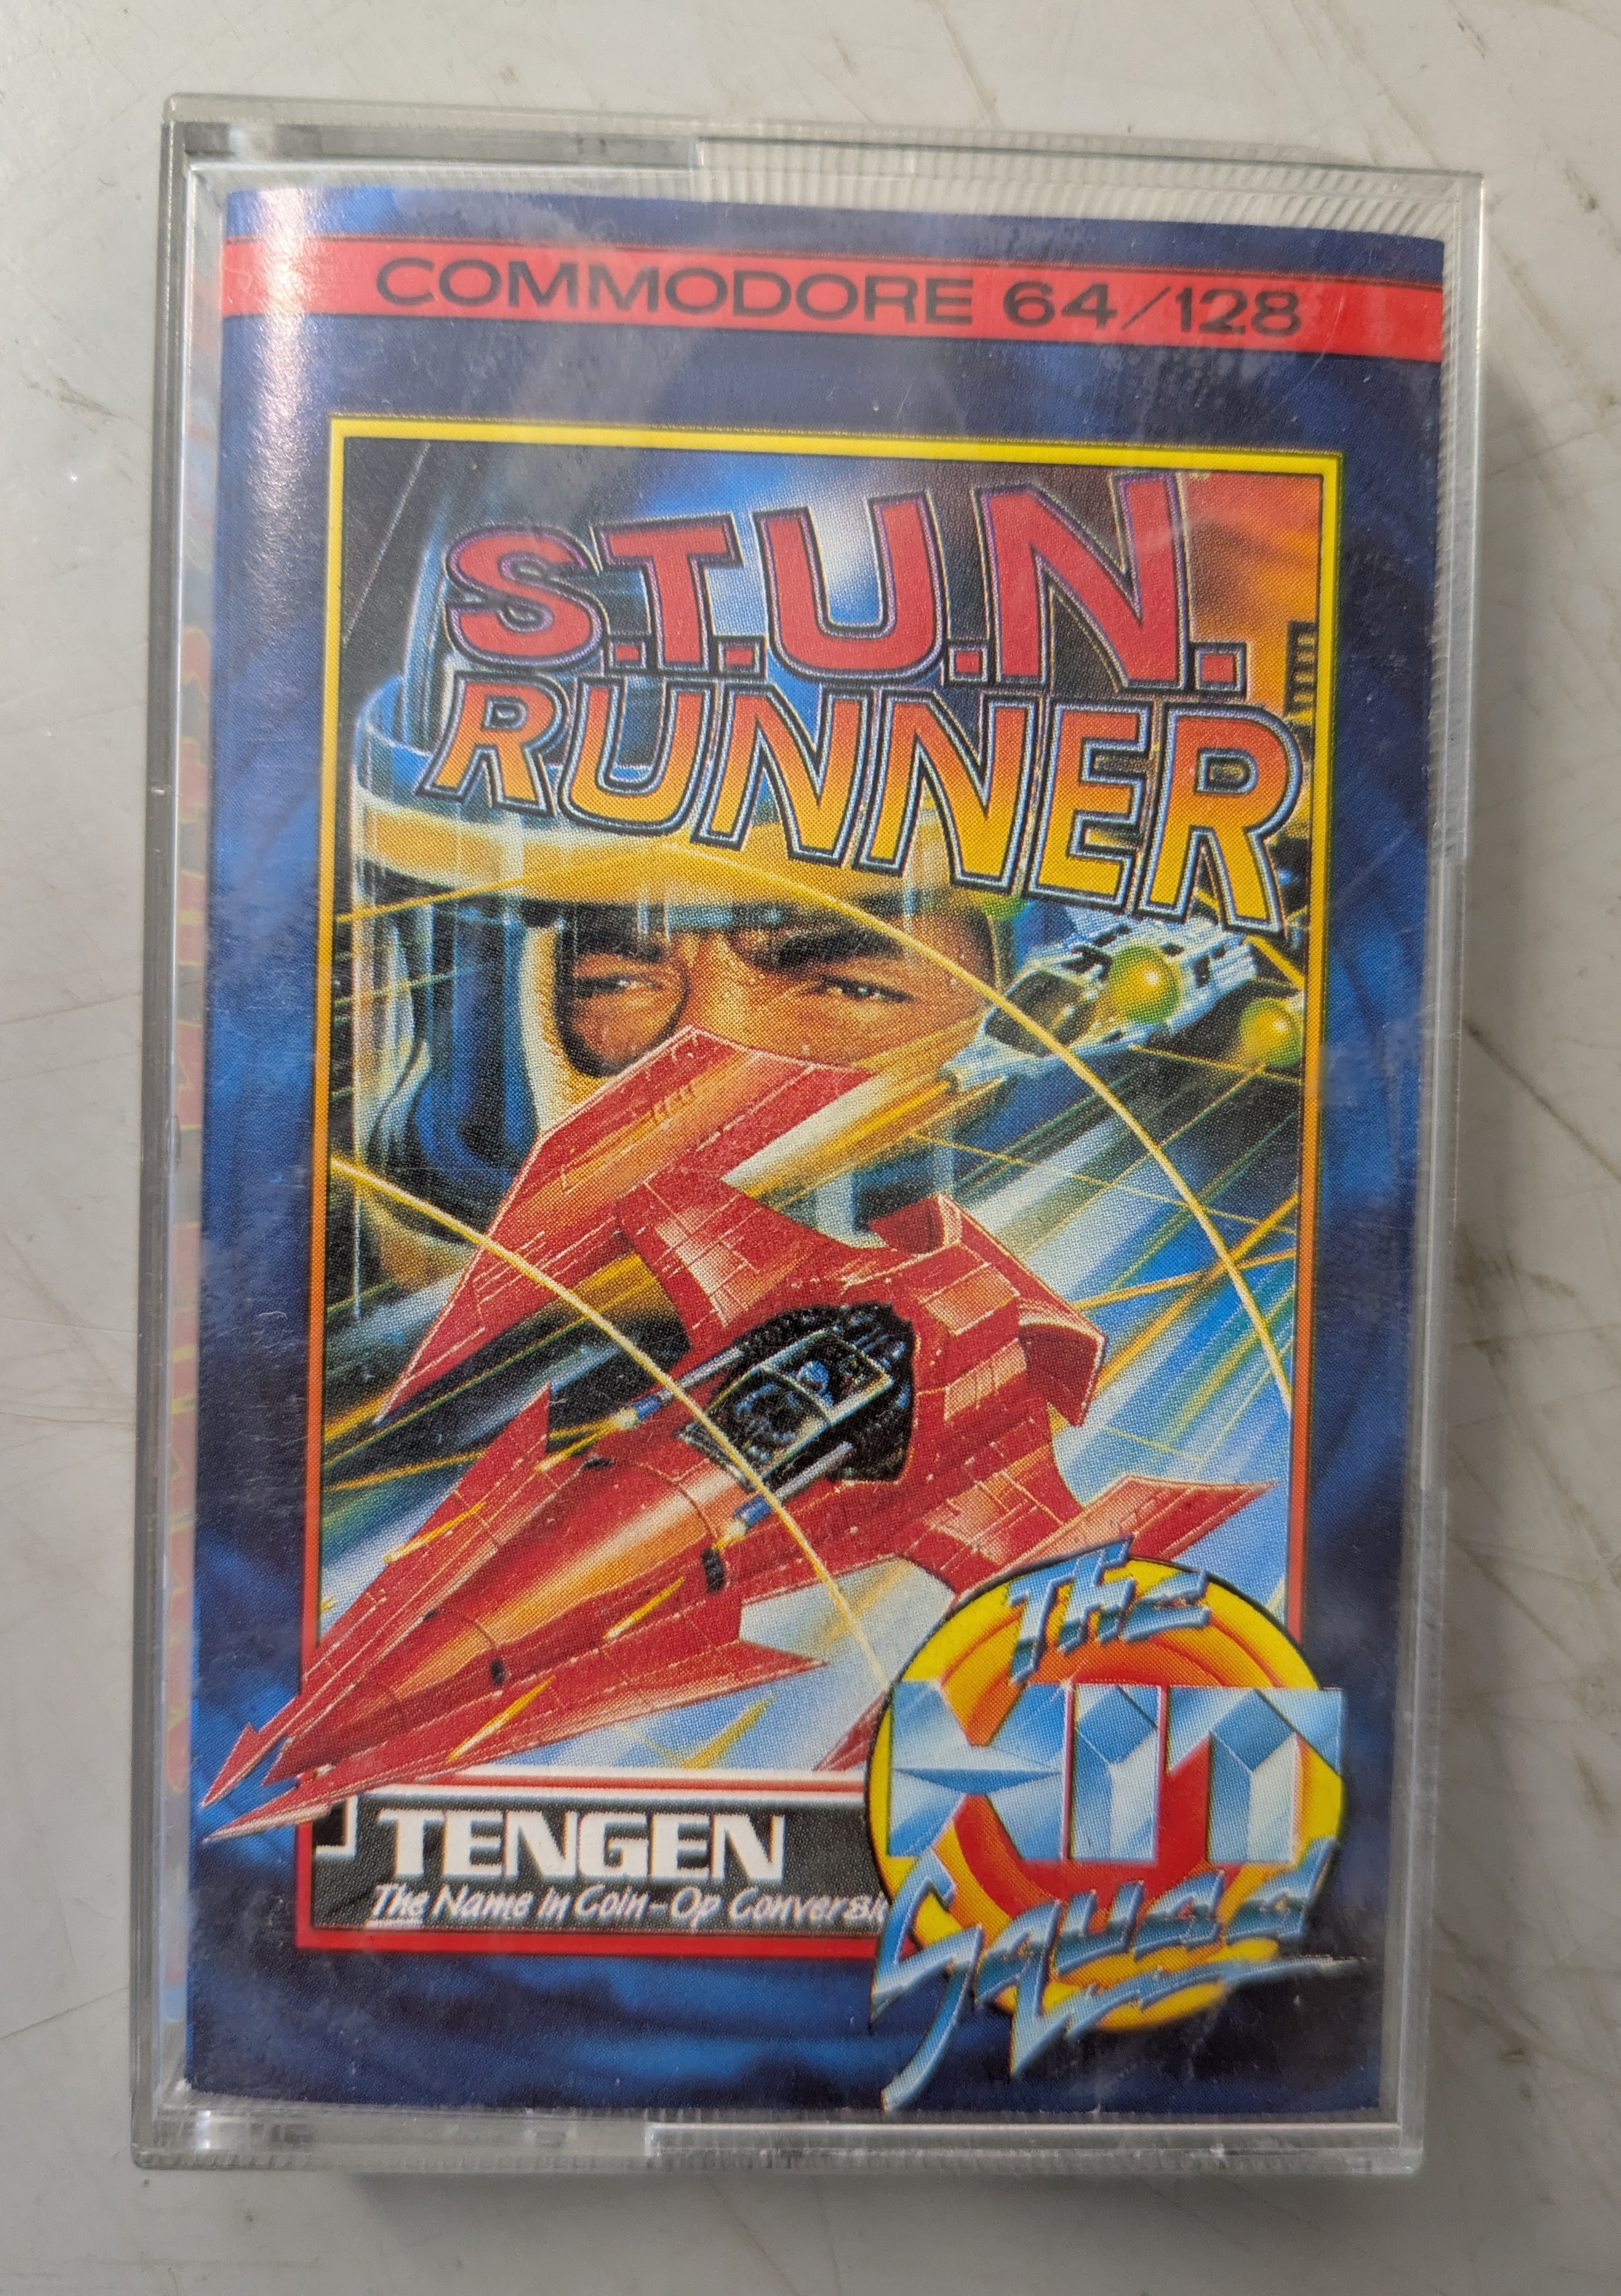 COMMODORE 64/128
S.T.U.N.
RUNNER
TENGEN
The Name in Coin-Op
The
HIT
Squad